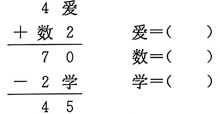 4 爱
+ 数 2 爱=( )
7 0 数=( )
− 2 学 学=( )
4 5